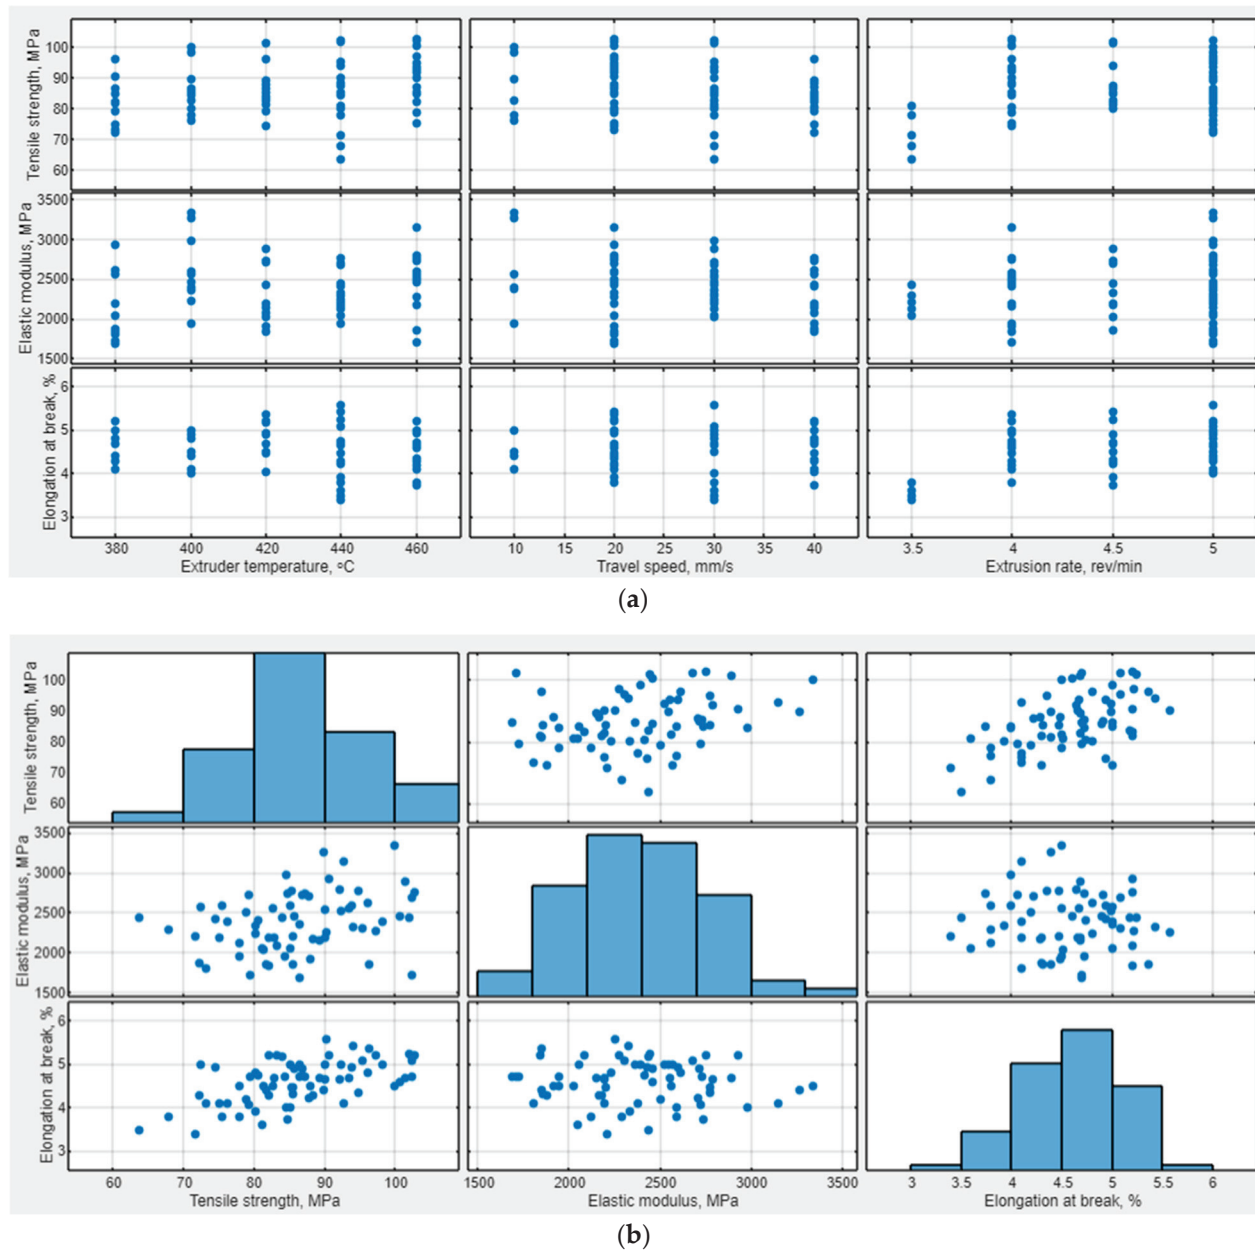 Tensile strength, MPa
100
90
80
70
60
Elastic modulus, MPa
3500
3000
2500
2000
1500
Elongation at break, %
6
5
4
3
380 400 420 440 460
Extruder temperature, °C
10 15 20 25 30 35 40
Travel speed, mm/s
3.5 4 4.5 5
Extrusion rate, rev/min
(a)
Tensile strength, MPa
100
90
80
70
60
Elastic modulus, MPa
3500
3000
2500
2000
1500
Elongation at break, %
6
5
4
3
60 70 80 90 100
Tensile strength, MPa
1500 2000 2500 3000 3500
Elastic modulus, MPa
3 3.5 4 4.5 5 5.5 6
Elongation at break, %
(b)